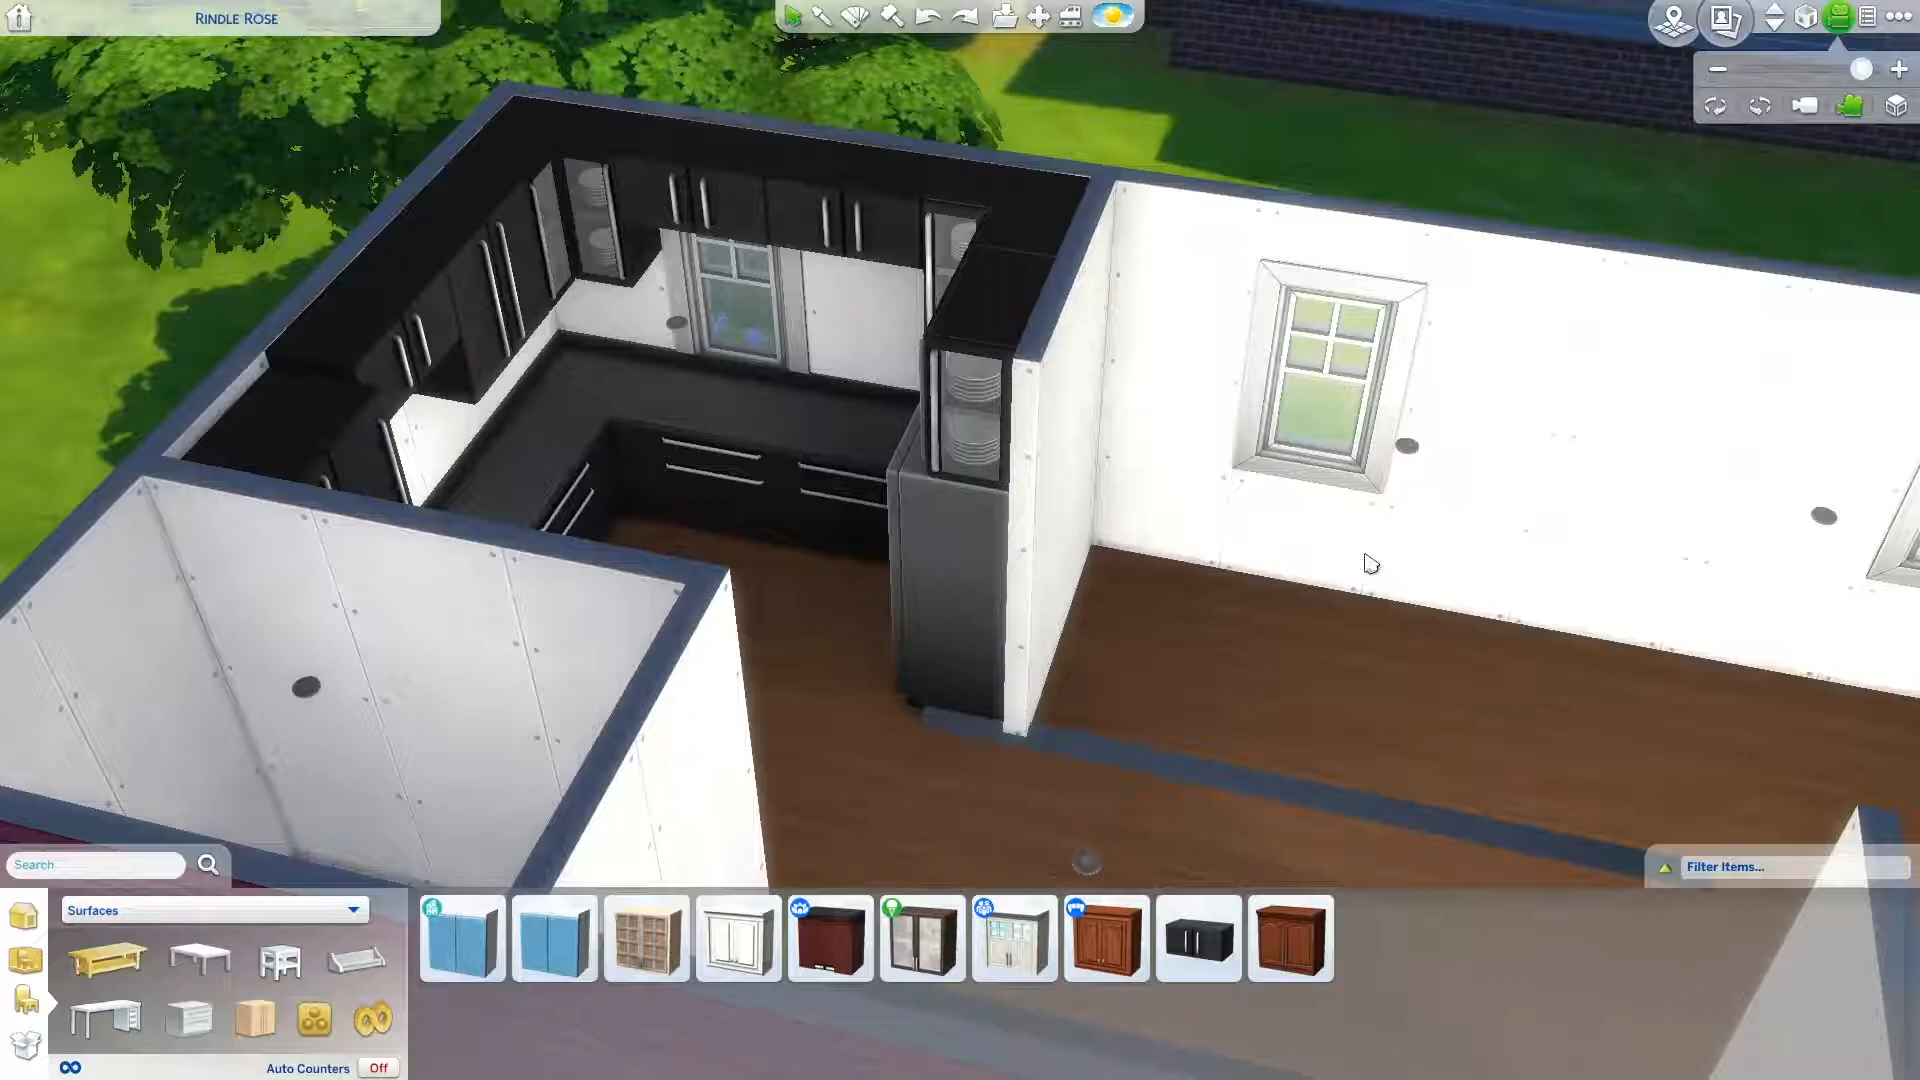 RINDLE ROSE
Search
Filter Items...
Surfaces
Auto Counters Off